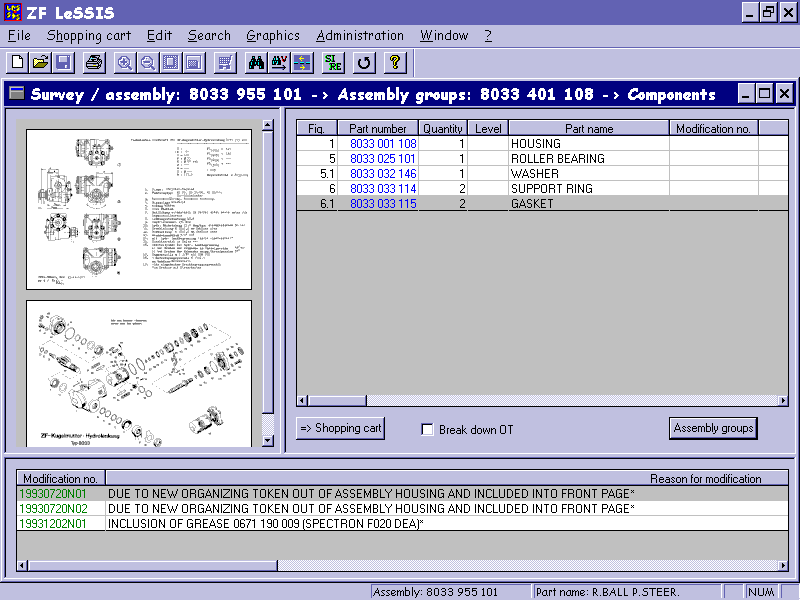 ZF LeSSIS
File Shopping cart Edit Search Graphics Administration Window ?
SI RE
Survey / assembly: 8033 955 101 -> Assembly groups: 8033 401 108 -> Components
Fig. Part number Quantity Level Part name Modification no.
1 8033 001 108 1 HOUSING
5 8033 025 101 1 ROLLER BEARING
5.1 8033 032 146 1 WASHER
6 8033 033 114 2 SUPPORT RING
6.1 8033 033 115 2 GASKET
ZF-Kugelmutter-Hydrolenkung
Typ 8033
=> Shopping cart Break down OT Assembly groups
Modification no. Reason for modification
19930720N01 DUE TO NEW ORGANIZING TOKEN OUT OF ASSEMBLY HOUSING AND INCLUDED INTO FRONT PAGE*
19930720N02 DUE TO NEW ORGANIZING TOKEN OUT OF ASSEMBLY HOUSING AND INCLUDED INTO FRONT PAGE*
19931202N01 INCLUSION OF GREASE 0671 190 009 (SPECTRON F020 DEA)*
Assembly: 8033 955 101 Part name: R.BALL P.STEER. NUM